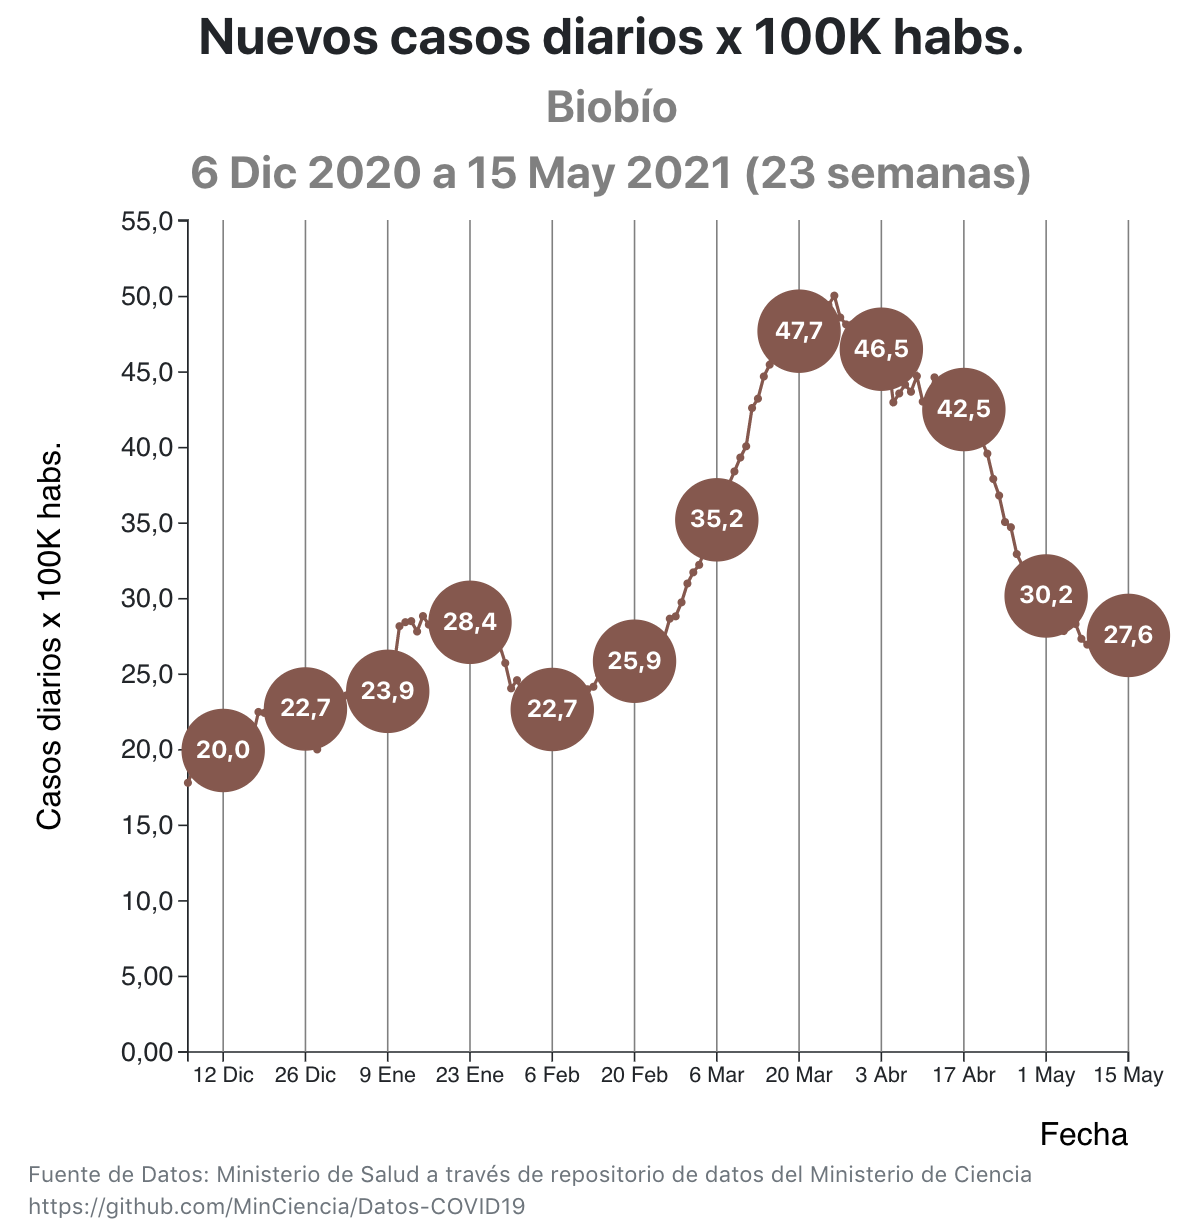 Nuevos casos diarios x 100K habs.
Biobío
6 Dic 2020 a 15 May 2021 (23 semanas)
55,0
50,0
45,0
40,0
35,0
30,0
25,0
20,0
15,0
10,0
5,00
0,00
Casos diarios x 100K habs.
20,0
22,7
23,9
28,4
22,7
25,9
35,2
47,7
46,5
42,5
30,2
27,6
12 Dic
26 Dic
9 Ene
23 Ene
6 Feb
20 Feb
6 Mar
20 Mar
3 Abr
17 Abr
1 May
15 May
Fecha
Fuente de Datos: Ministerio de Salud a través de repositorio de datos del Ministerio de Ciencia
https://github.com/MinCiencia/Datos-COVID19